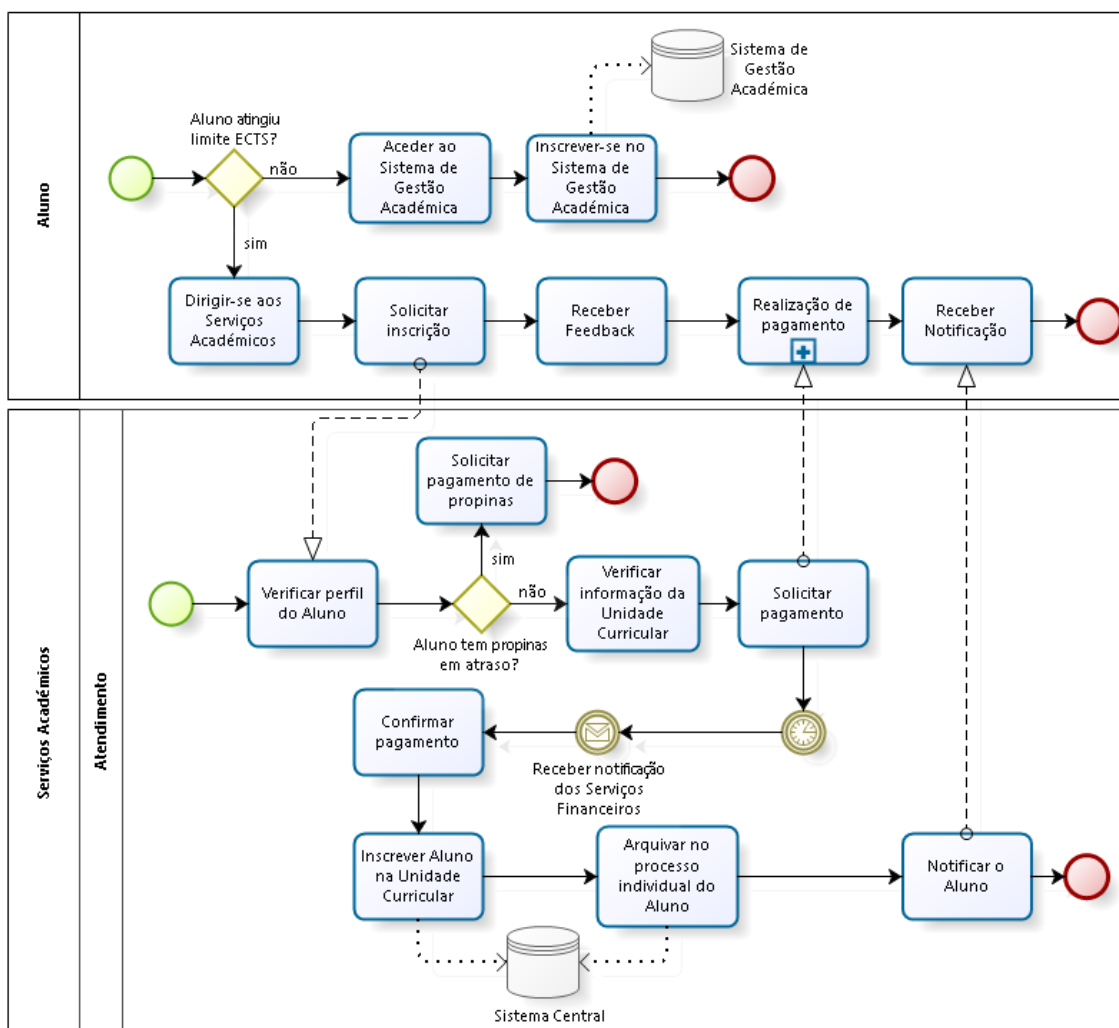 Aluno
Sistema de
Gestão
Académica
Aluno atingiu
limite ECTS?
não
Aceder ao
Sistema de
Gestão
Académica
Inscrever-se no
Sistema de
Gestão
Académica
sim
Dirigir-se aos
Serviços
Académicos
Solicitar
inscrição
Receber
Feedback
Realização de
pagamento
Receber
Notificação
Serviços Académicos
Atendimento
Solicitar
pagamento de
propinas
sim
Verificar perfil
do Aluno
não
Aluno tem propinas
em atraso?
Verificar
informação da
Unidade
Curricular
Solicitar
pagamento
Confirmar
pagamento
Receber notificação
dos Serviços
Financeiros
Inscrever Aluno
na Unidade
Curricular
Arquivar no
processo
individual do
Aluno
Notificar o
Aluno
Sistema Central